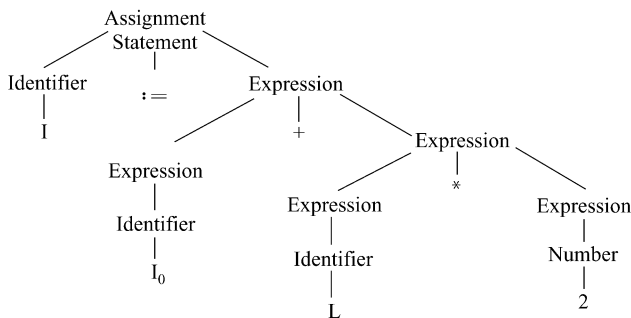 Assignment
Statement
Identifier := Expression
I + Expression
Expression * 
Identifier Expression Expression
I₀ Identifier Number
L 2